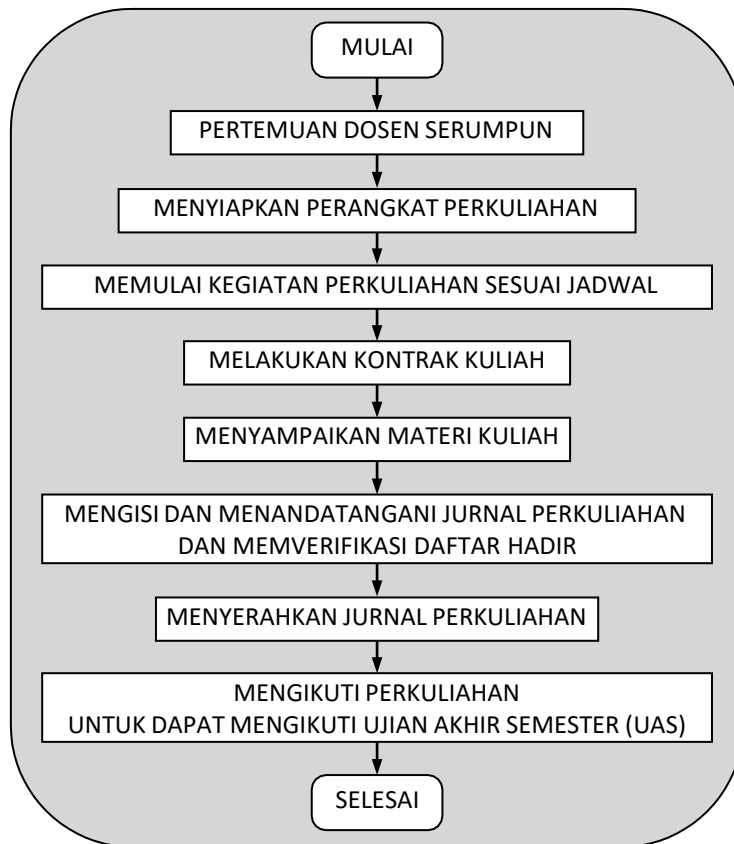 MULAI
PERTEMUAN DOSEN SERUMPUN
MENYIAPKAN PERANGKAT PERKULIAHAN
MEMULAI KEGIATAN PERKULIAHAN SESUAI JADWAL
MELAKUKAN KONTRAK KULIAH
MENYAMPAIKAN MATERI KULIAH
MENGISI DAN MENANDATANGANI JURNAL PERKULIAHAN
DAN MEMVERIFIKASI DAFTAR HADIR
MENYERAHKAN JURNAL PERKULIAHAN
MENGIKUTI PERKULIAHAN
UNTUK DAPAT MENGIKUTI UJIAN AKHIR SEMESTER (UAS)
SELESAI